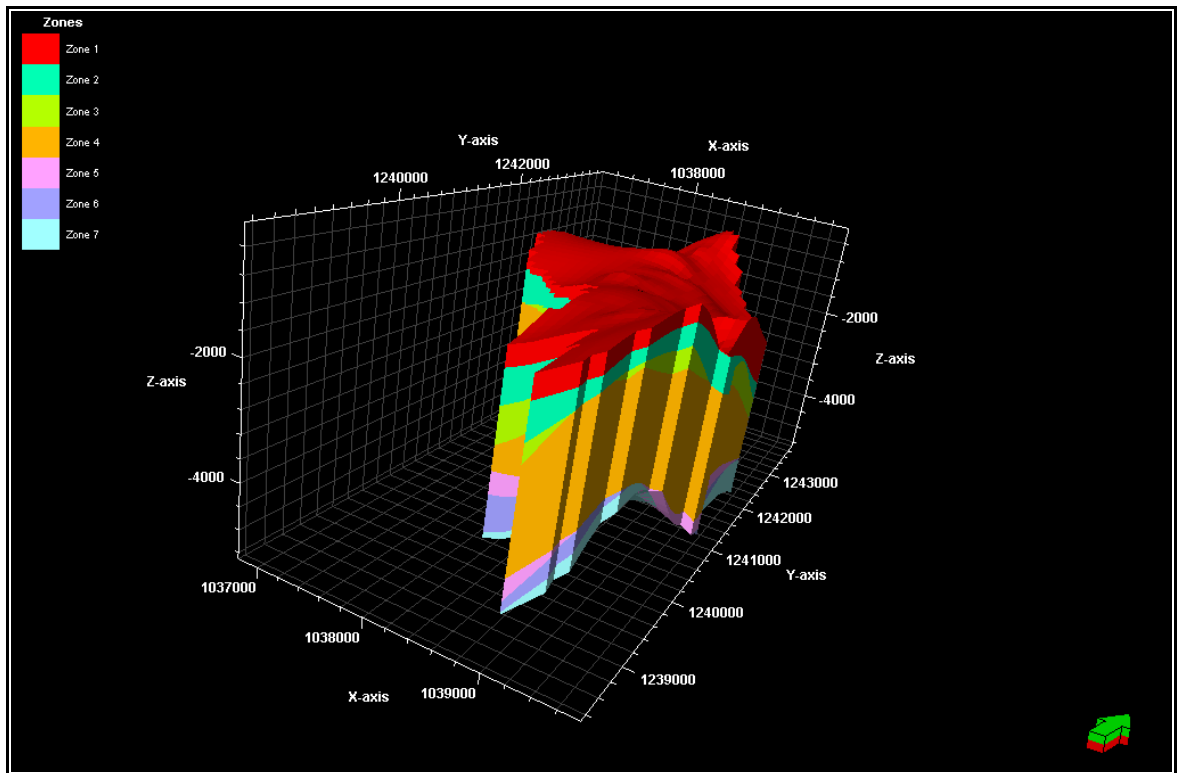 Zones
Zone 1
Zone 2
Zone 3
Zone 4
Zone 5
Zone 6
Zone 7
Y-axis
X-axis
1240000
1242000
1038000
-2000
-4000
Z-axis
-2000
-4000
Z-axis
1243000
1242000
1241000
1240000
1239000
Y-axis
1037000
1038000
1039000
X-axis